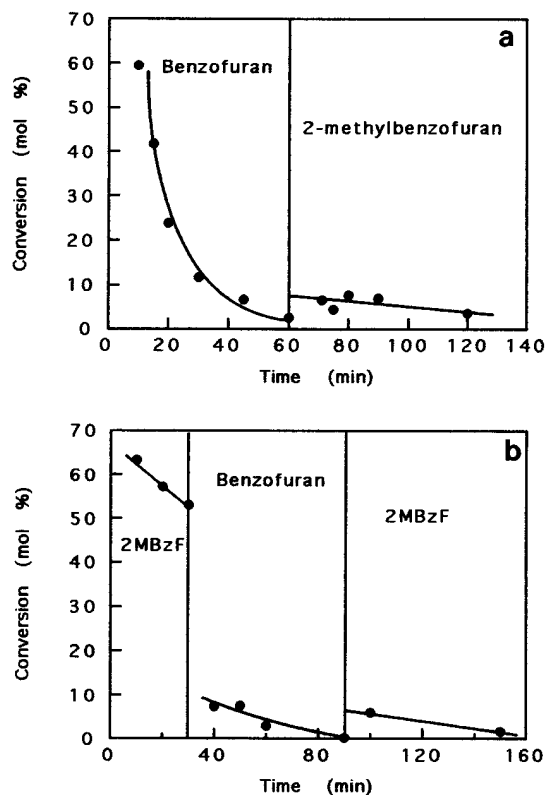 a
Benzofuran
2-methylbenzofuran
Conversion (mol %)
70
60
50
40
30
20
10
0
0 20 40 60 80 100 120 140
Time (min)
b
Benzofuran
2MBzF
2MBzF
Conversion (mol %)
70
60
50
40
30
20
10
0
0 40 80 120 160
Time (min)